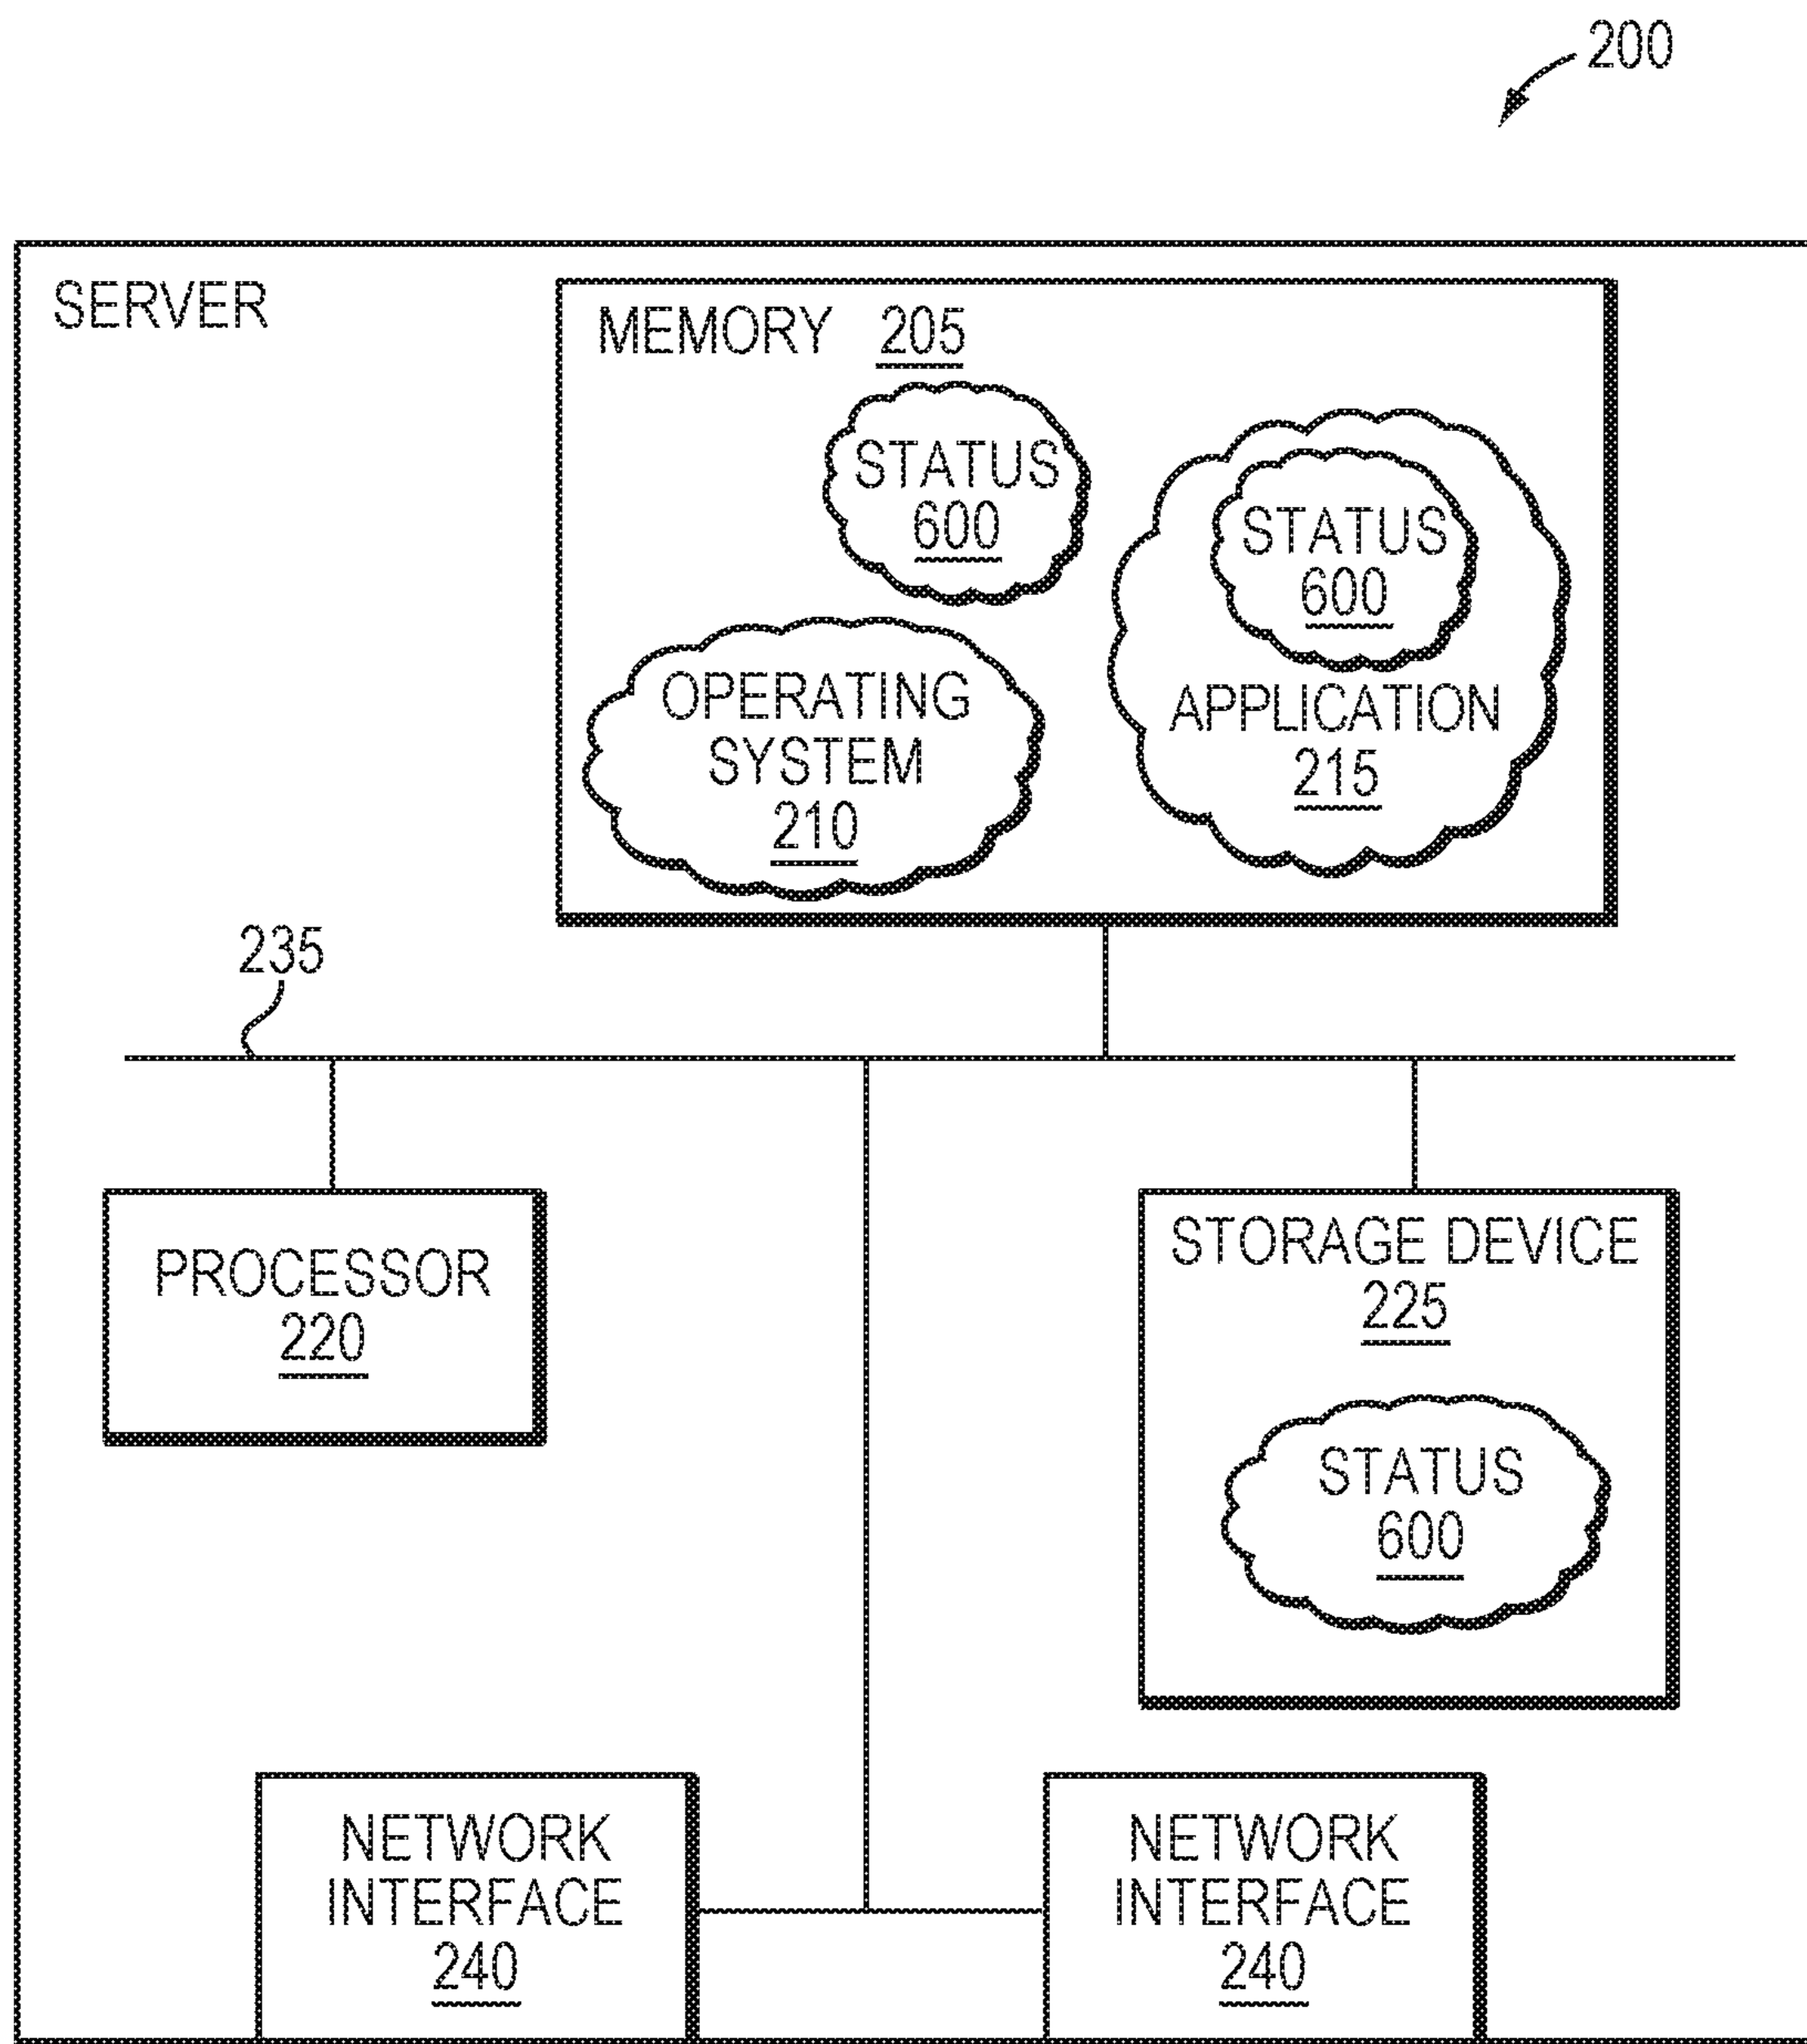 200
SERVER
MEMORY 205
STATUS
600
STATUS
600
OPERATING
SYSTEM
210
APPLICATION
215
235
PROCESSOR
220
STORAGE DEVICE
225
STATUS
600
NETWORK
INTERFACE
240
NETWORK
INTERFACE
240